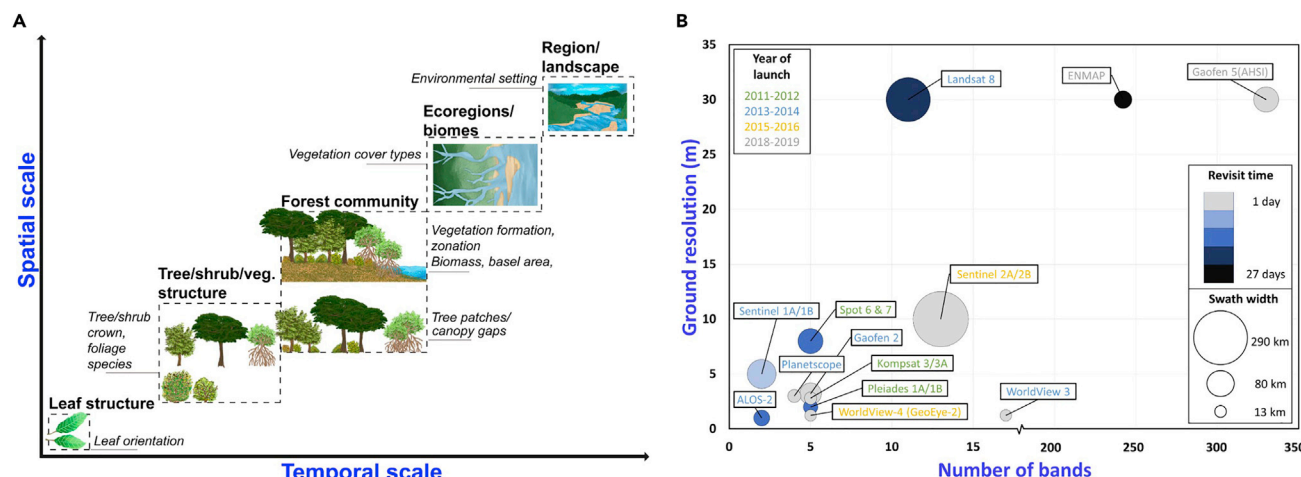 A
Spatial scale
Temporal scale
Region/
landscape
Environmental setting
Ecoregions/
biomes
Vegetation cover types
Forest community
Vegetation formation,
zonation
Biomass, basel area,
Tree/shrub/veg.
structure
Tree/shrub
crown,
foliage
species
Tree patches/
canopy gaps
Leaf structure
Leaf orientation
B
Ground resolution (m)
35
30
25
20
15
10
5
0
0
5
10
15
200
250
300
350
Number of bands
Year of
launch
2011-2012
2013-2014
2015-2016
2018-2019
Landsat 8
ENMAP
Gaofen 5(AHSI)
Revisit time
1 day
27 days
Swath width
290 km
80 km
13 km
Sentinel 2A/2B
Sentinel 1A/1B
Spot 6 & 7
Gaofen 2
Planetscope
Kompsat 3/3A
Pleiades 1A/1B
ALOS-2
WorldView-4 (GeoEye-2)
WorldView 3